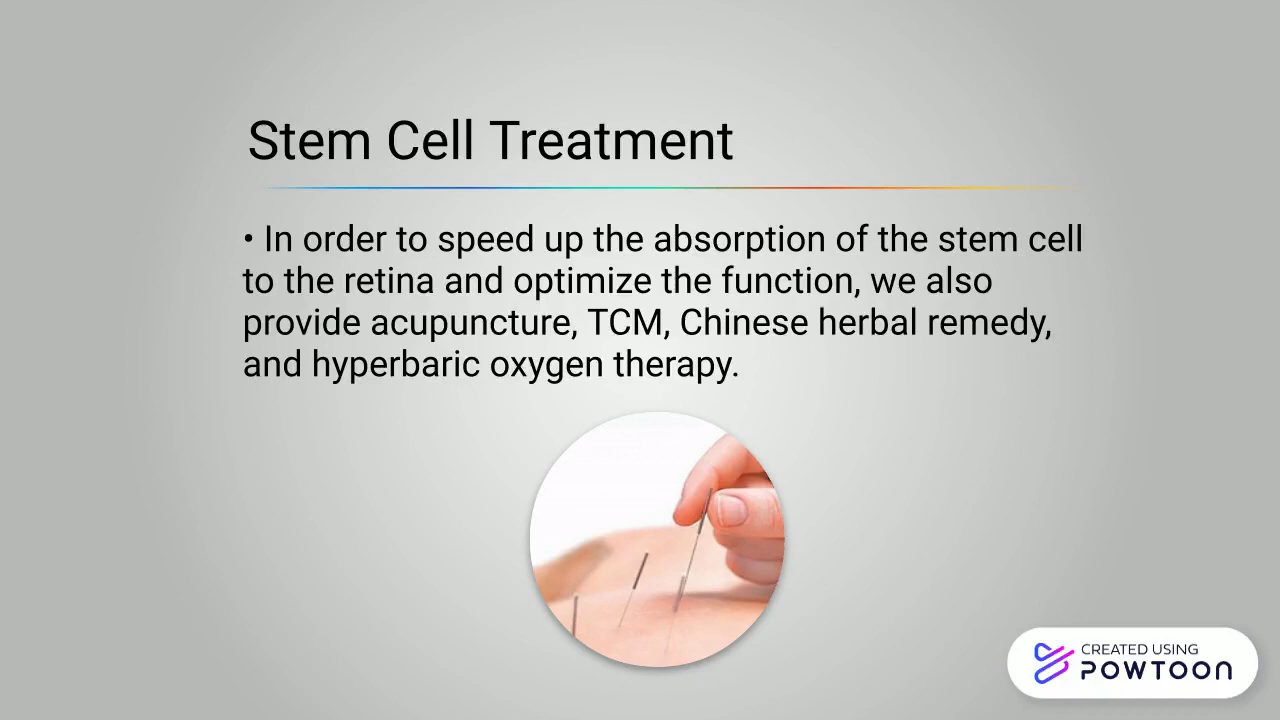 Stem Cell Treatment
• In order to speed up the absorption of the stem cell
to the retina and optimize the function, we also
provide acupuncture, TCM, Chinese herbal remedy,
and hyperbaric oxygen therapy.
CREATED USING
POWTOON